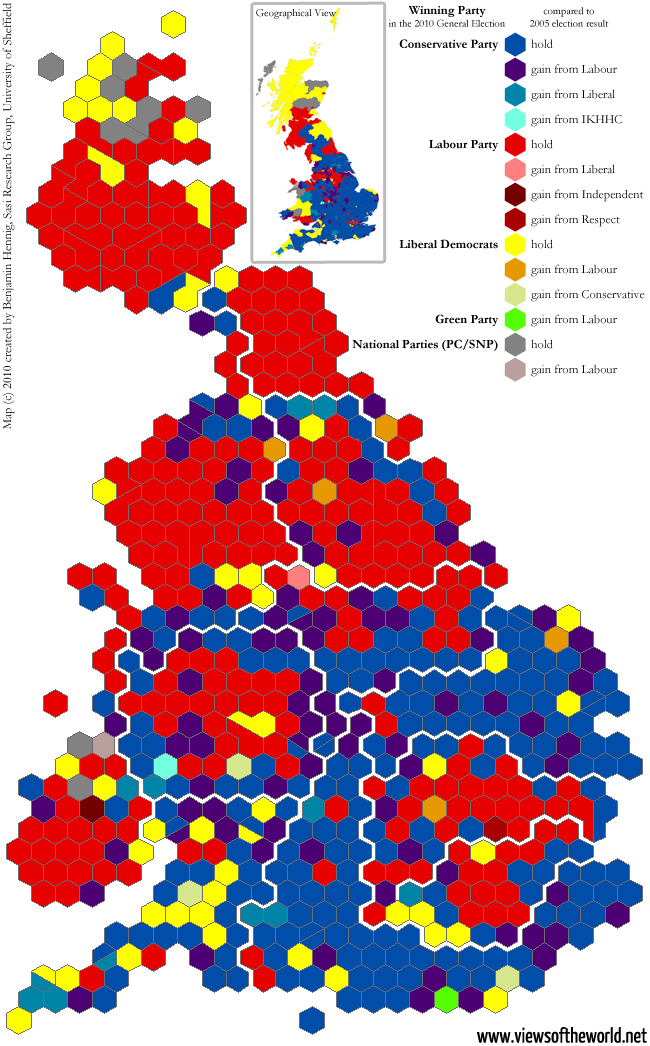 Map (c) 2010 created by Benjamin Hennig, Sasi Research Group, University of Sheffield
Geographical View
Winning Party
in the 2010 General Election
compared to
2005 election result
Conservative Party
hold
gain from Labour
gain from Liberal
gain from IKHHC
Labour Party
hold
gain from Liberal
gain from Independent
gain from Respect
Liberal Democrats
hold
gain from Labour
gain from Conservative
Green Party
gain from Labour
National Parties (PC/SNP)
hold
gain from Labour
www.viewsoftheworld.net